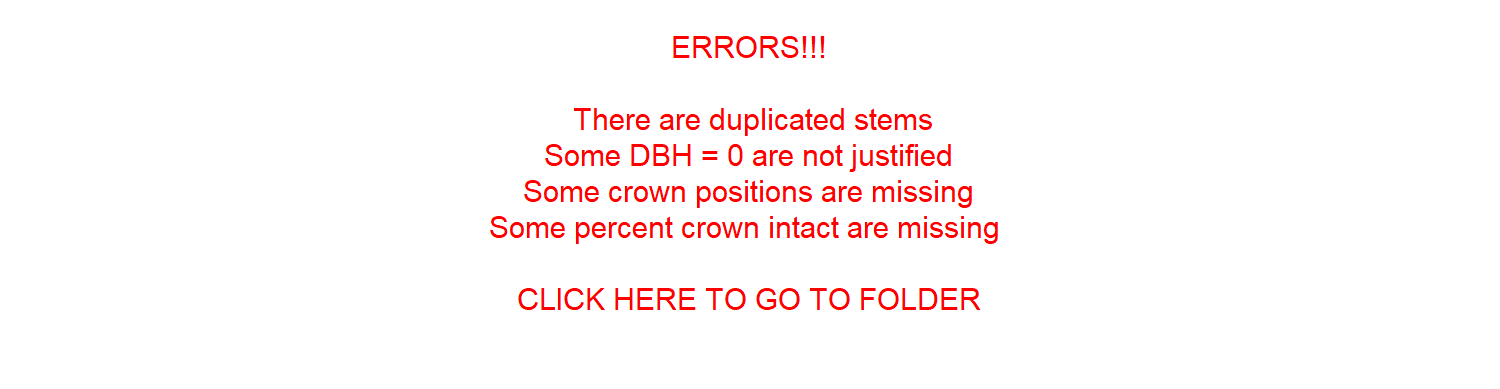 ERRORS!!!
There are duplicated stems
Some DBH = 0 are not justified
Some crown positions are missing
Some percent crown intact are missing
CLICK HERE TO GO TO FOLDER